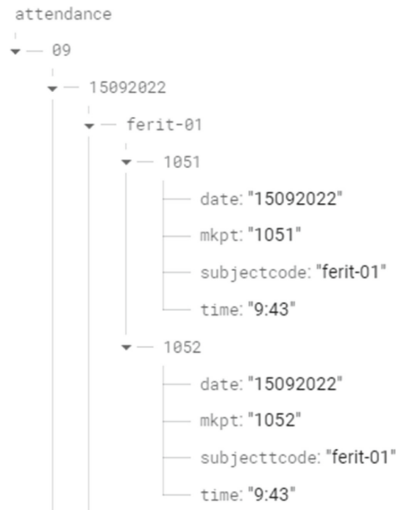 attendance
09
15092022
ferit-01
1051
date: "15092022"
mkpt: "1051"
subjectcode: "ferit-01"
time: "9:43"
1052
date: "15092022"
mkpt: "1052"
subjecttcode: "ferit-01"
time: "9:43"